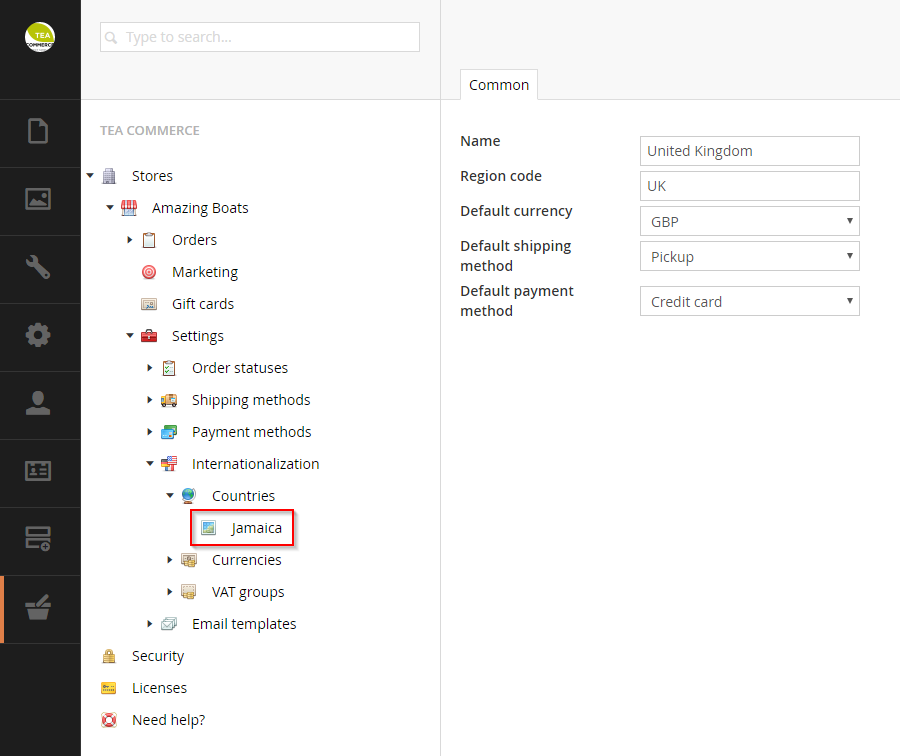 TEA
COMMERCE
Type to search...
Common
TEA COMMERCE
Stores
Amazing Boats
Orders
Marketing
Gift cards
Settings
Order statuses
Shipping methods
Payment methods
Internationalization
Countries
Jamaica
Currencies
VAT groups
Email templates
Security
Licenses
Need help?
Name
United Kingdom
Region code
UK
Default currency
GBP
Default shipping
method
Pickup
Default payment
method
Credit card